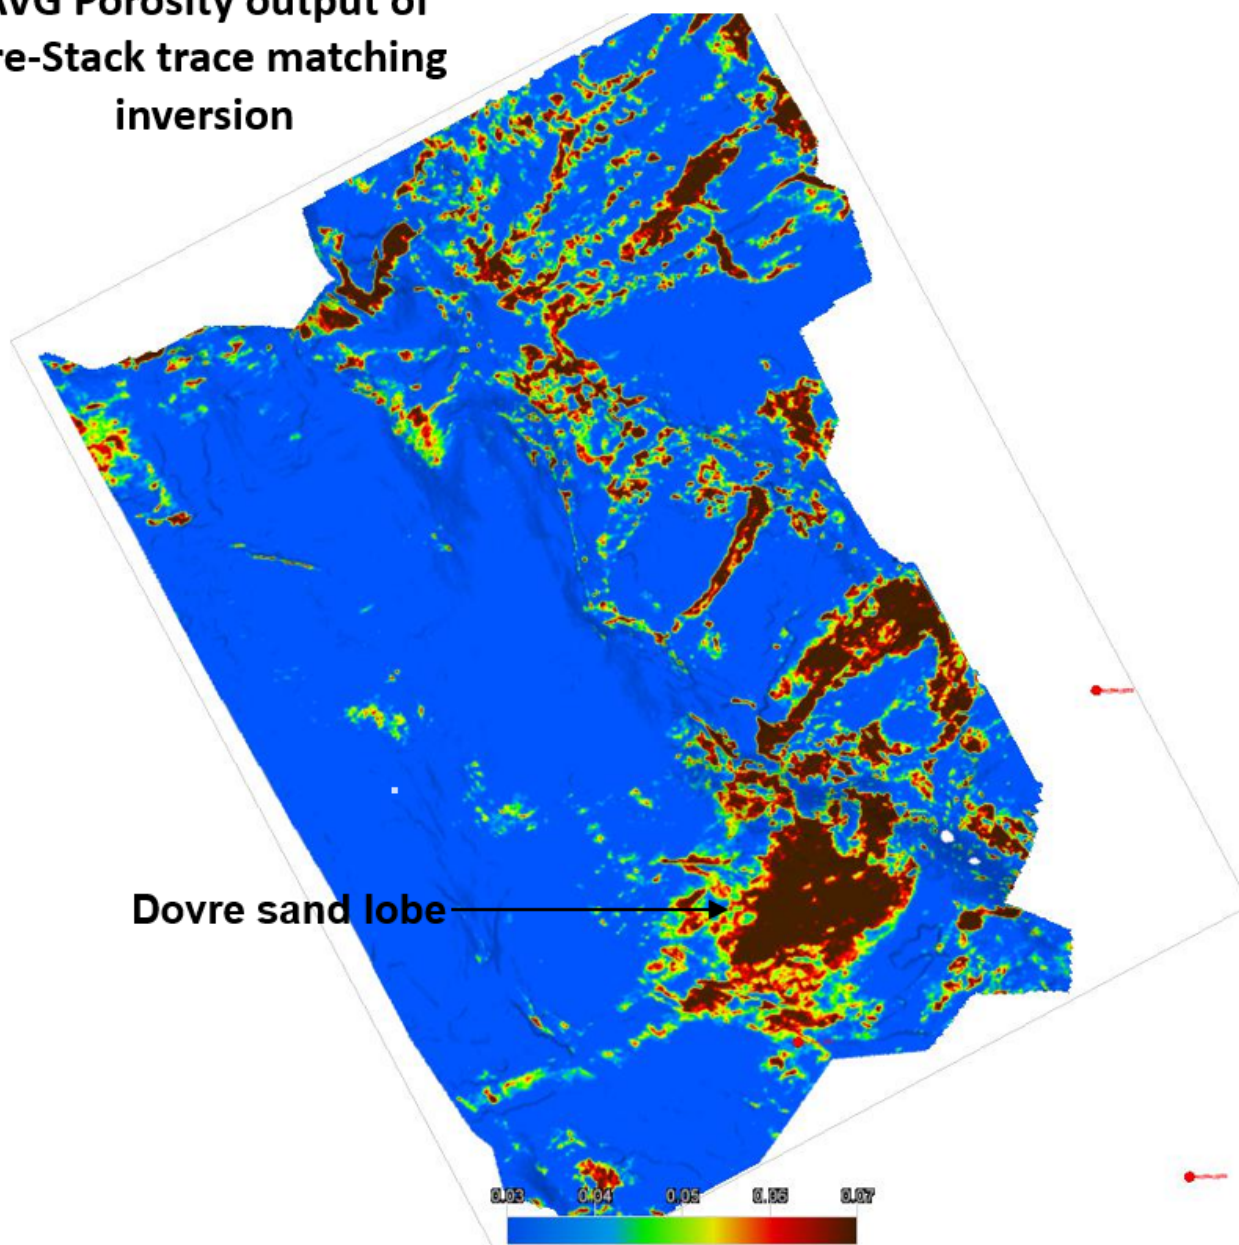 AVG Porosity output of
re-Stack trace matching
inversion
Dovre sand lobe
0.03 0.04 0.05 0.06 0.07